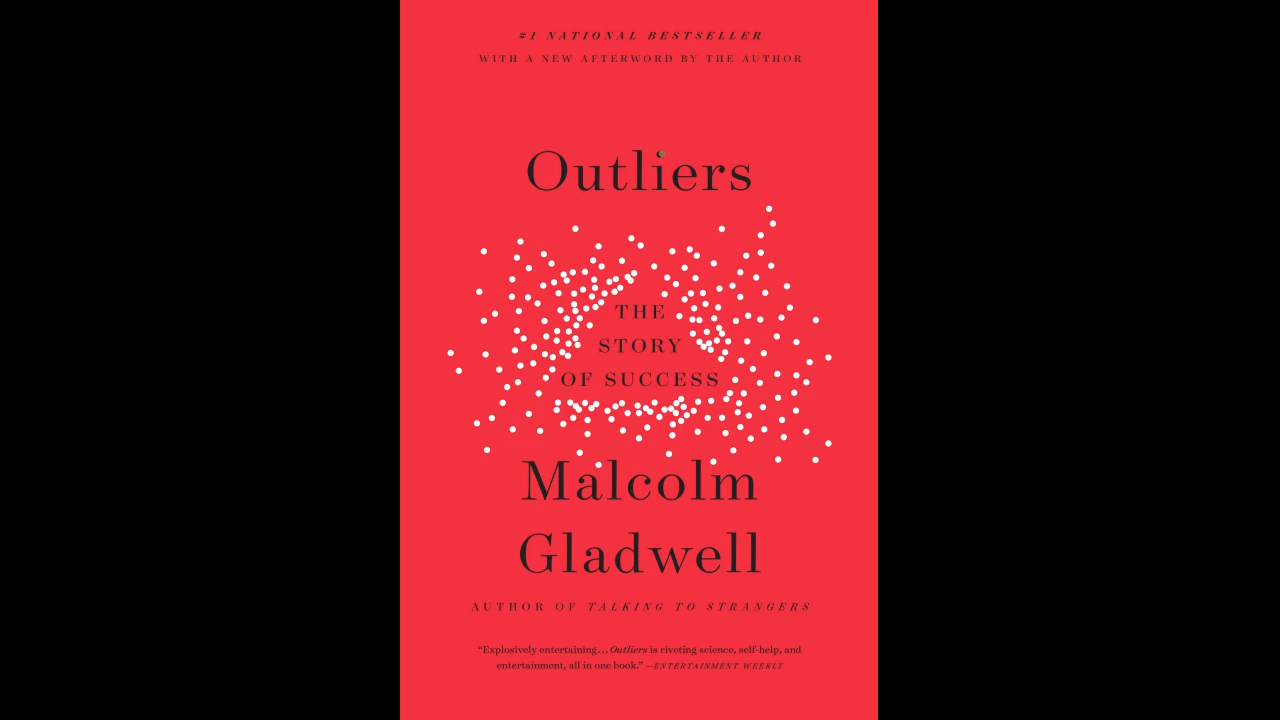 #1 NATIONAL BESTSELLER
WITH A NEW AFTERWORD BY THE AUTHOR
Outliers
THE
STORY
OF SUCCESS
Malcolm
Gladwell
AUTHOR OF TALKING TO STRANGERS
“Explosively entertaining…Outliers is riveting science, self-help, and
entertainment, all in one book.” —ENTERTAINMENT WEEKLY